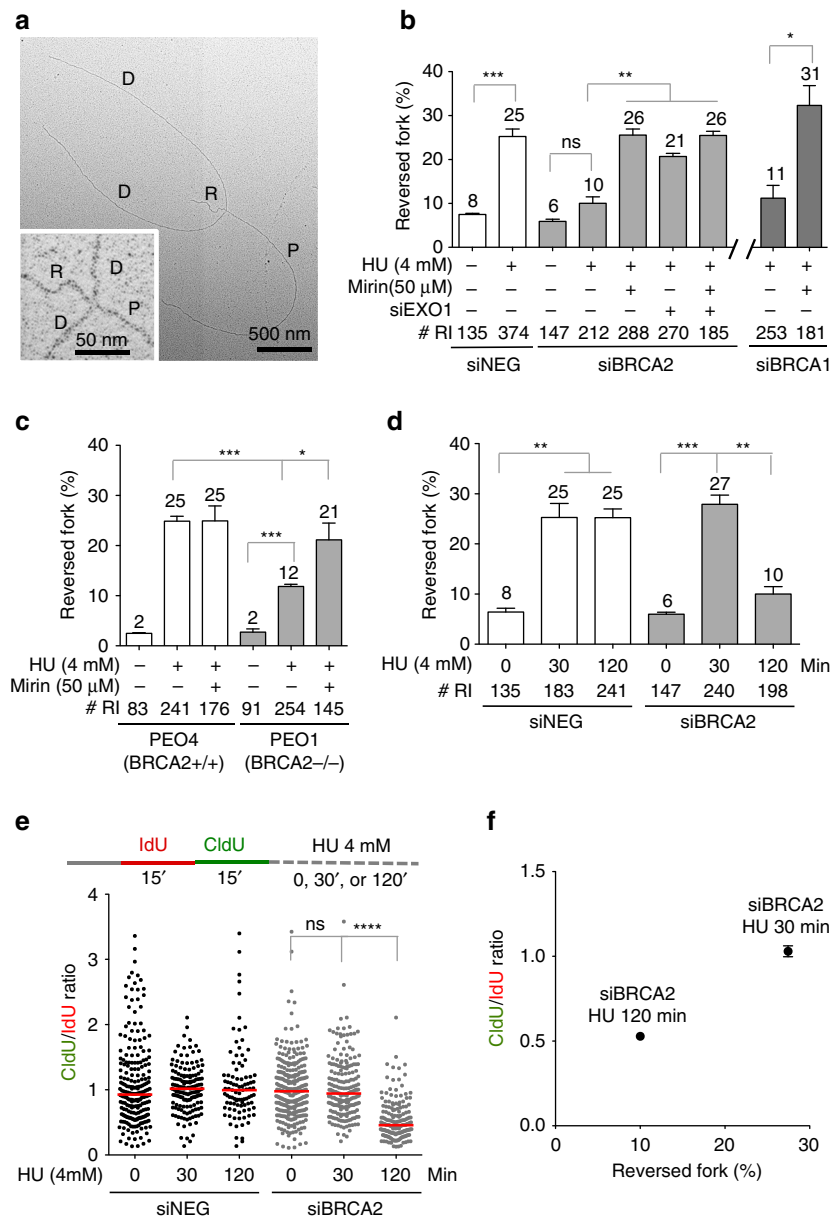 a
D
D
R
P
R
D
D
P
50 nm
500 nm
b
Reversed fork (%)
40
30
20
10
0
***
ns
**
*
8
25
6
10
26
21
26
11
31
HU (4 mM) – + – + + + + + +
Mirin(50 μM) + + +
siEXO1 + +
# RI 135 374 147 212 288 270 185 253 181
siNEG siBRCA2 siBRCA1
c
Reversed fork (%)
40
30
20
10
0
***
*
***
2
25
25
2
12
21
HU (4 mM) – + + – + +
Mirin (50 μM) + +
# RI 83 241 176 91 254 145
PEO4 PEO1
(BRCA2+/+) (BRCA2–/–)
d
Reversed fork (%)
40
30
20
10
0
**
***
**
8
25
25
6
27
10
HU (4 mM) 0 30 120 0 30 120 Min
# RI 135 183 241 147 240 198
siNEG siBRCA2
e
IdU CldU HU 4 mM
15′ 15′ 0, 30′, or 120′
CldU/IdU ratio
4
3
2
1
0
ns
****
HU (4mM) 0 30 120 0 30 120 Min
siNEG siBRCA2
f
CldU/IdU ratio
1.5
1.0
0.5
0.0
siBRCA2
HU 30 min
siBRCA2
HU 120 min
0 10 20 30
Reversed fork (%)